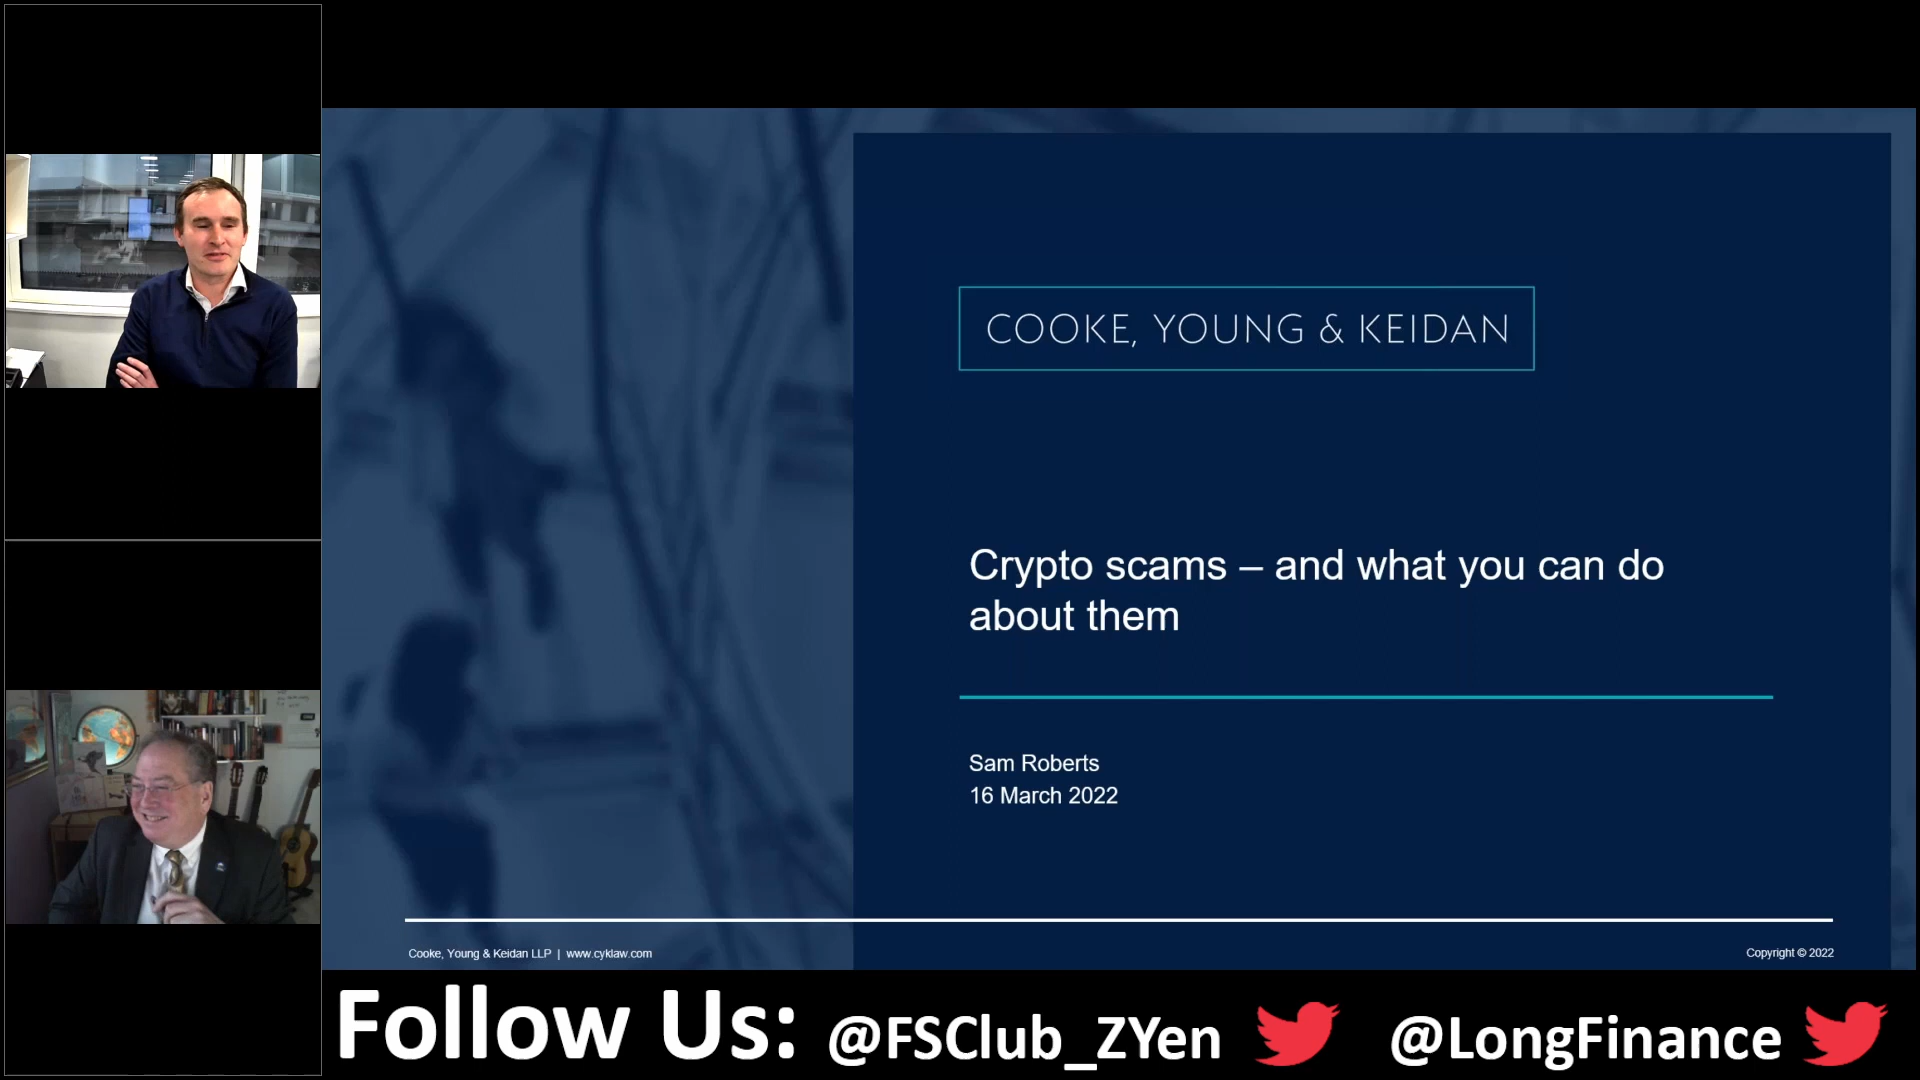 COOKE, YOUNG & KEIDAN
Crypto scams – and what you can do
about them
Sam Roberts
16 March 2022
Cooke, Young & Keidan LLP | www.cyklaw.com
Copyright © 2022
Follow Us: @FSClub_ZYen @LongFinance